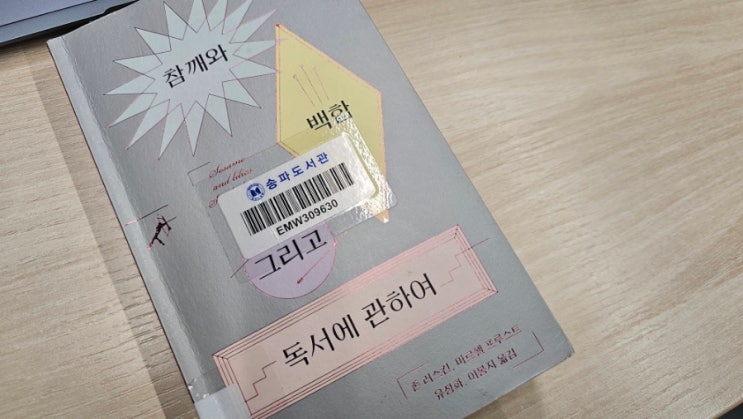 참깨와
백합
Sesame
and lilies
송파도서관
EMW309630
그리고
독서에 관하여
존 러스킨, 마르셀 프루스트
유정화, 이봉지 옮김